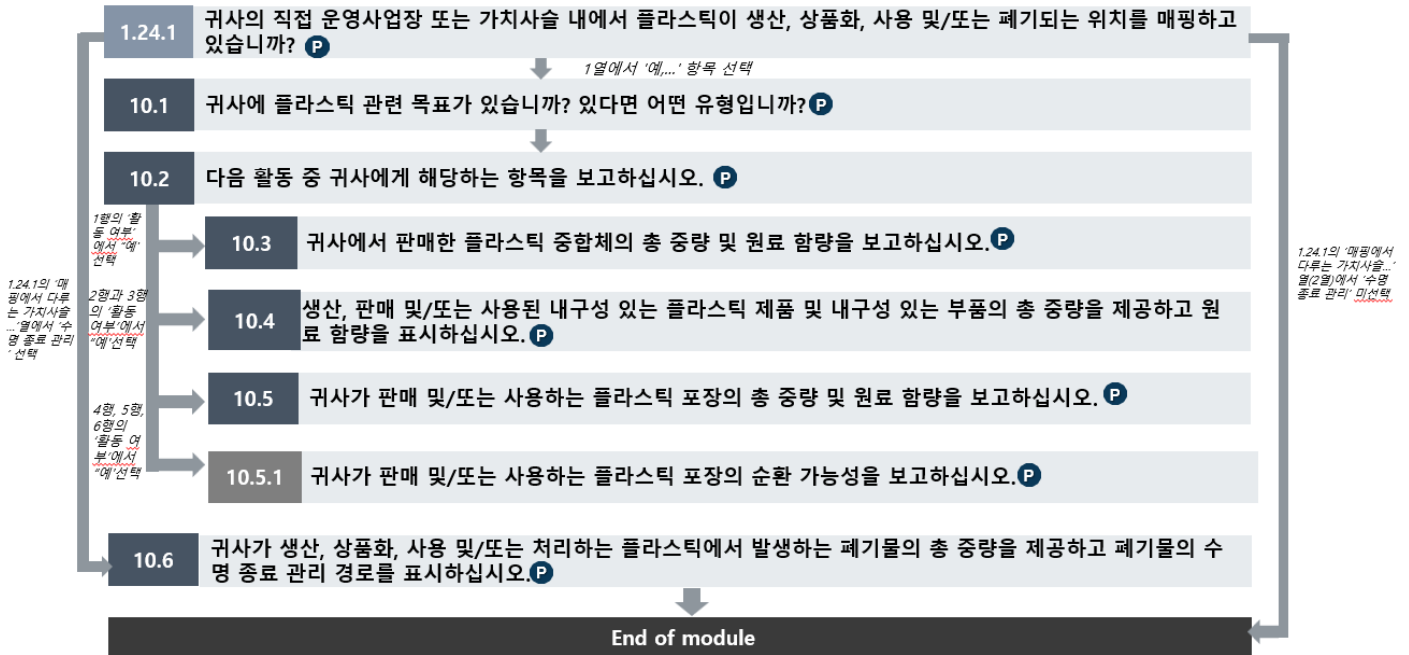 1.24.1
귀사의 직접 운영사업장 또는 가치사슬 내에서 플라스틱이 생산, 상품화, 사용 및/또는 폐기되는 위치를 매핑하고
있습니까? P
1열에서 '예,...' 항목 선택
10.1
귀사에 플라스틱 관련 목표가 있습니까? 있다면 어떤 유형입니까? P
10.2
다음 활동 중 귀사에게 해당하는 항목을 보고하십시오. P
1행의 '활
동 여부'
에서 "예'
선택
10.3
귀사에서 판매한 플라스틱 중합체의 총 중량 및 원료 함량을 보고하십시오. P
1.24.1의 '매핑에서
다루는 가치사슬...'
열(2열)에서 '수명
종료 관리' 미선택
1.24.1의 '매
핑에서 다루
는 가치사슬
...'열에서 '수
명 종료 관리
' 선택
2행과 3행
의 '활동
여부'에서
"예'선택
10.4
생산, 판매 및/또는 사용된 내구성 있는 플라스틱 제품 및 내구성 있는 부품의 총 중량을 제공하고 원
료 함량을 표시하십시오. P
10.5
귀사가 판매 및/또는 사용하는 플라스틱 포장의 총 중량 및 원료 함량을 보고하십시오. P
4행, 5행,
6행의
'활동 여
부'에서
"예'선택
10.5.1
귀사가 판매 및/또는 사용하는 플라스틱 포장의 순환 가능성을 보고하십시오. P
10.6
귀사가 생산, 상품화, 사용 및/또는 처리하는 플라스틱에서 발생하는 폐기물의 총 중량을 제공하고 폐기물의 수
명 종료 관리 경로를 표시하십시오. P
End of module